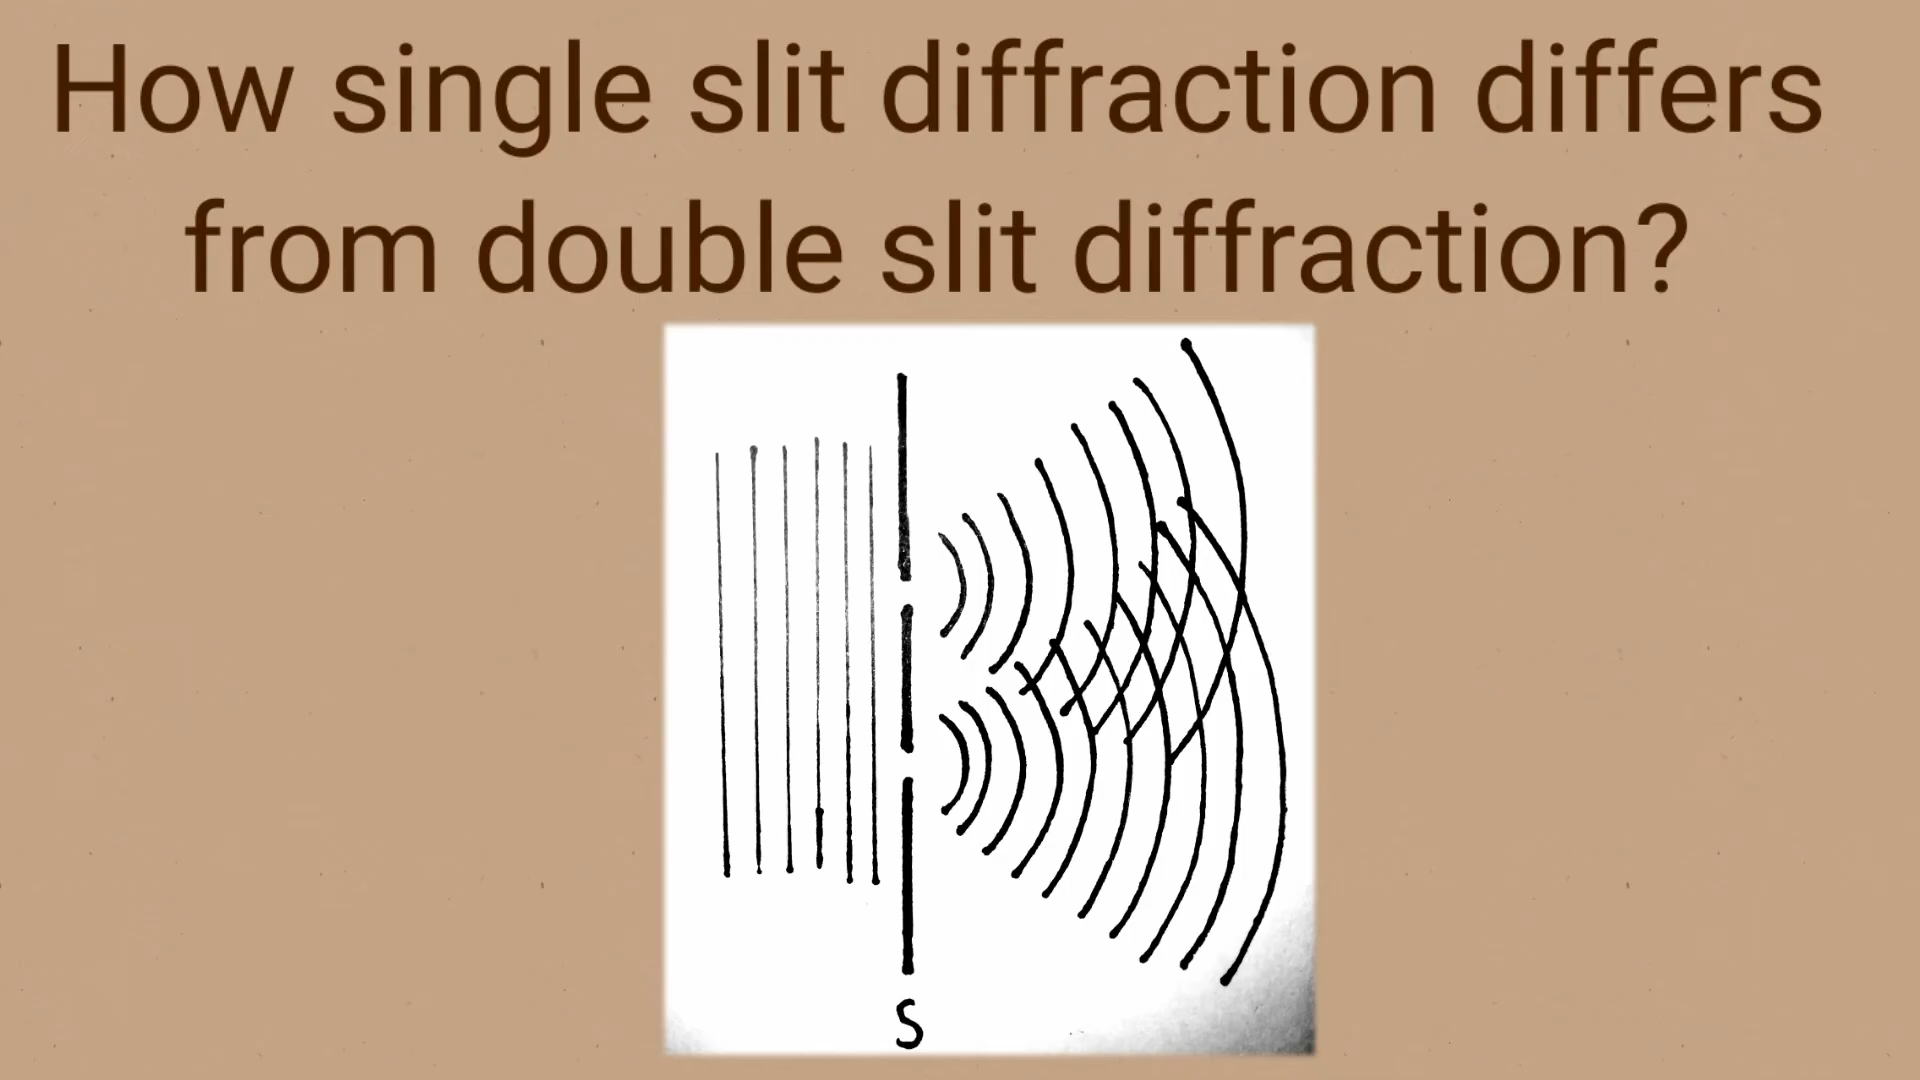 How single slit diffraction differs
from double slit diffraction?
S